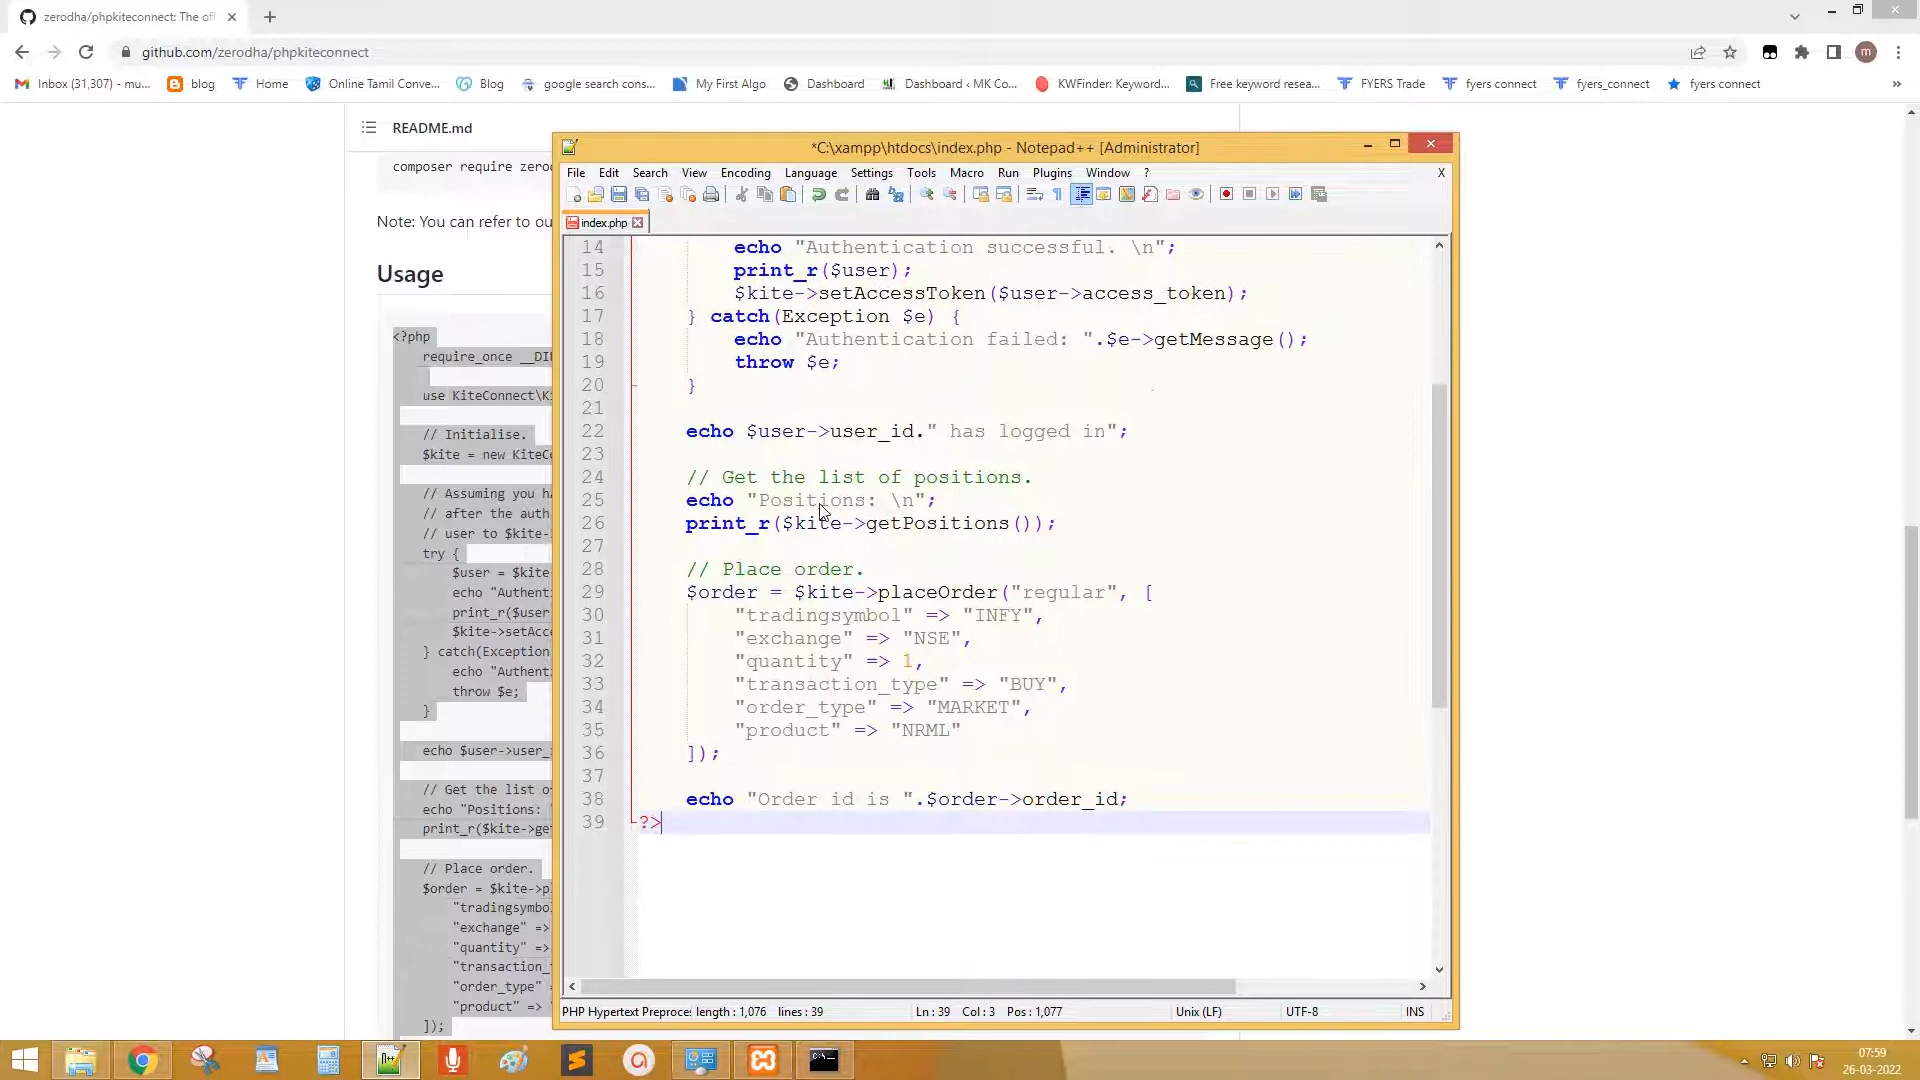 zerodha/phpkiteconnect: The off
github.com/zerodha/phpkiteconnect
m
Inbox (31,307) - mu...
blog
Home
Online Tamil Conve...
Blog
google search cons...
My First Algo
Dashboard
Dashboard ‹ MK Co...
KWFinder: Keyword...
Free keyword resea...
FYERS Trade
fyers connect
fyers_connect
fyers connect
»
README.md
composer require zero
Note: You can refer to ou
Usage
<?php
require_once __DI
use KiteConnect\Ki
// Initialise.
$kite = new KiteCo
// Assuming you ha
// after the auth
// user to $kite-
try {
$user = $kite
echo "Authent
print_r($user
$kite->setAcce
} catch(Exception
echo "Authent
throw $e;
}
echo $user->user_
// Get the list o
echo "Positions:
print_r($kite->get
// Place order.
$order = $kite->pl
"tradingsymbol
"exchange" =>
"quantity" =>
"transaction_
"order_type" =
"product" => "
]);
*C:\xampp\htdocs\index.php - Notepad++ [Administrator]
File Edit Search View Encoding Language Settings Tools Macro Run Plugins Window ? X
index.php
14 echo "Authentication successful. \n";
15 print_r($user);
16 $kite->setAccessToken($user->access_token);
17 } catch(Exception $e) {
18 echo "Authentication failed: ".$e->getMessage();
19 throw $e;
20 }
21
22 echo $user->user_id." has logged in";
23
24 // Get the list of positions.
25 echo "Positions: \n";
26 print_r($kite->getPositions());
27
28 // Place order.
29 $order = $kite->placeOrder("regular", [
30 "tradingsymbol" => "INFY",
31 "exchange" => "NSE",
32 "quantity" => 1,
33 "transaction_type" => "BUY",
34 "order_type" => "MARKET",
35 "product" => "NRML"
36 ]);
37
38 echo "Order id is ".$order->order_id;
39 ?>
PHP Hypertext Preproces length : 1,076 lines : 39 Ln : 39 Col : 3 Pos : 1,077 Unix (LF) UTF-8 INS
07:59
26-03-2022